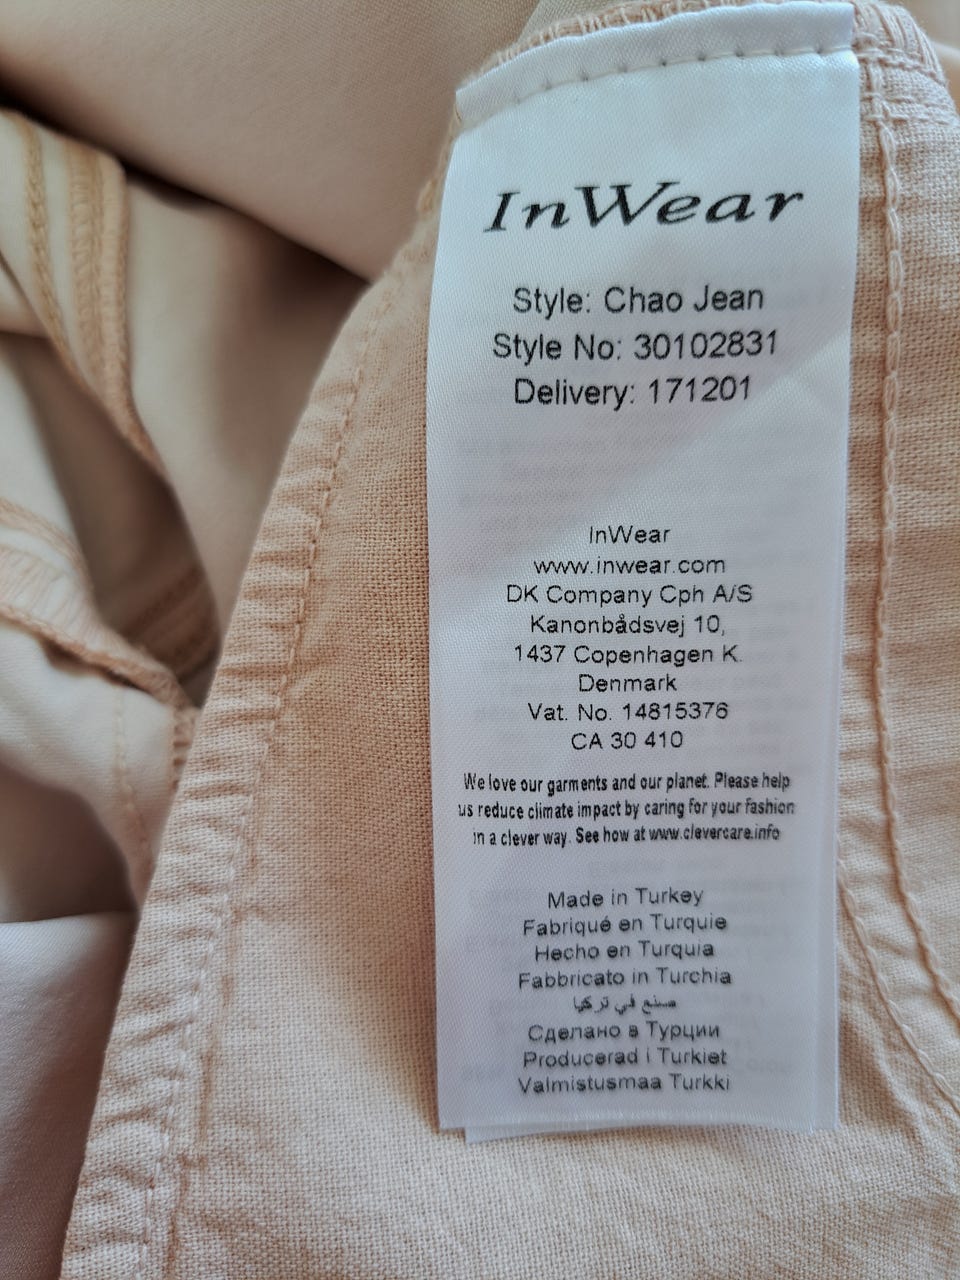 InWear
Style: Chao Jean
Style No: 30102831
Delivery: 171201
InWear
www.inwear.com
DK Company Cph A/S
Kanonbådsvej 10,
1437 Copenhagen K.
Denmark
Vat. No. 14815376
CA 30 410
We love our garments and our planet. Please help
us reduce climate impact by caring for your fashion
in a clever way. See how at www.clevercare.info
Made in Turkey
Fabriqué en Turquie
Hecho en Turquia
Fabbricato in Turchia
صنع في تركيا
Сделано в Турции
Producerad i Turkiet
Valmistusmaa Turkki